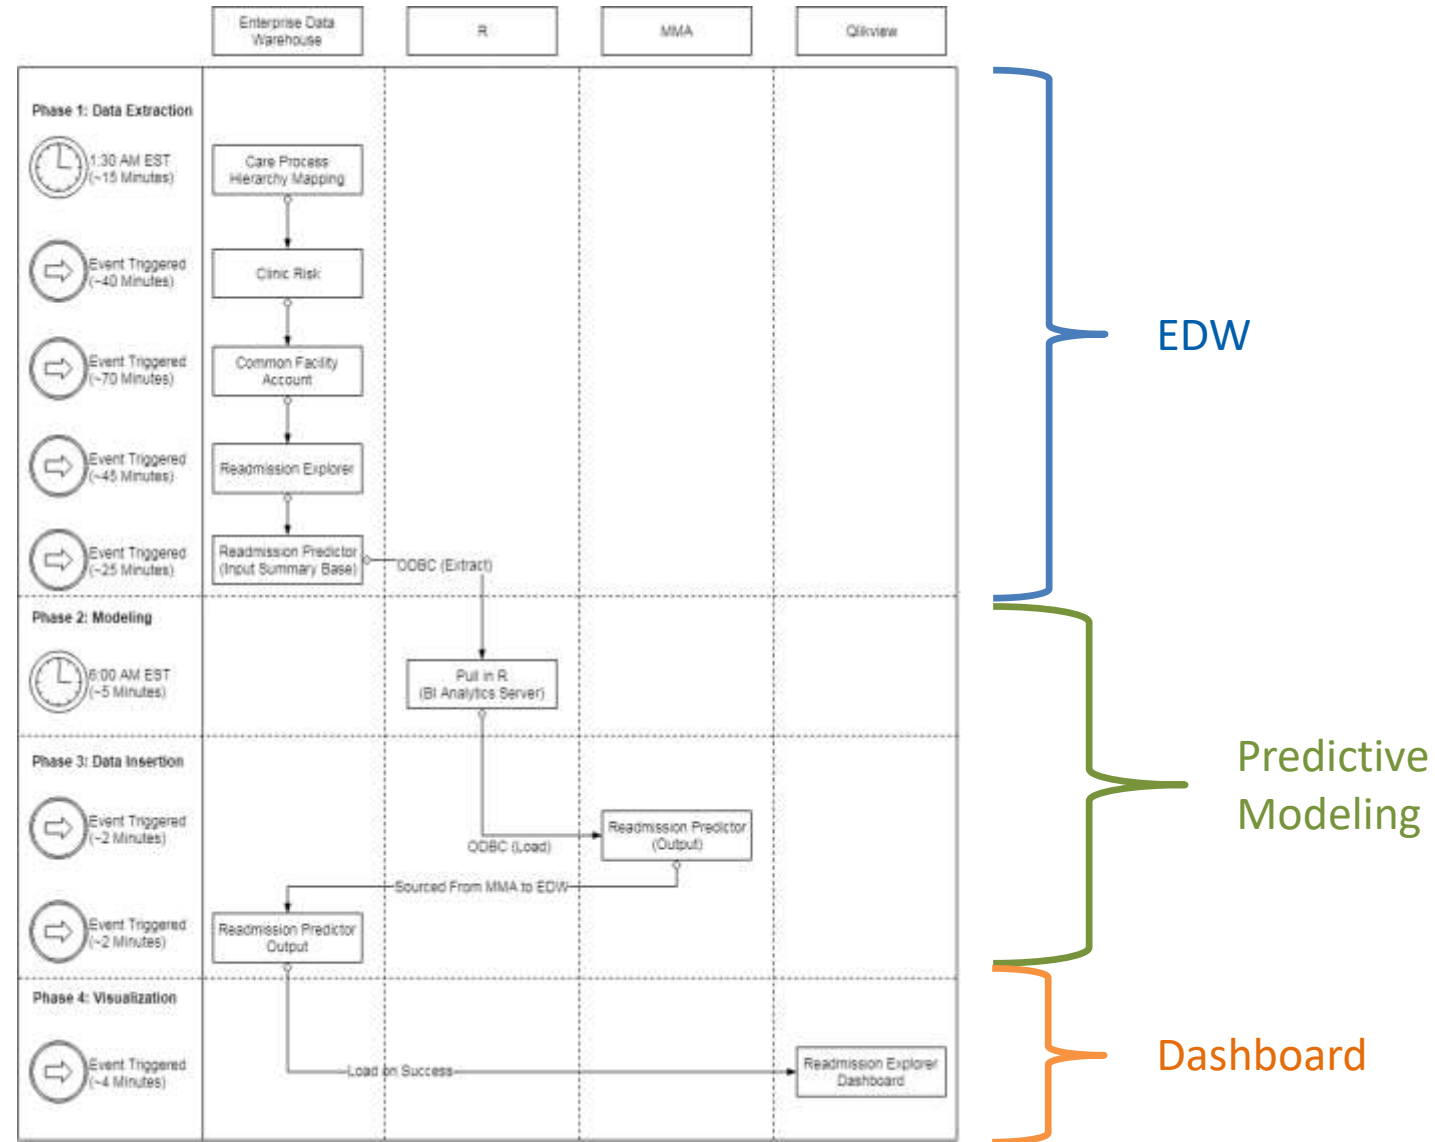 Enterprise Data
Warehouse
R
MMA
Qlikview
Phase 1: Data Extraction
1:30 AM EST
(~15 Minutes)
Care Process
Hierarchy Mapping
Event Triggered
(~40 Minutes)
Clinic Risk
Event Triggered
(~70 Minutes)
Common Facility
Account
EDW
Event Triggered
(~45 Minutes)
Readmission Explorer
Event Triggered
(~25 Minutes)
Readmission Predictor
(Input Summary Base)
ODBC (Extract)
Phase 2: Modeling
6:00 AM EST
(~5 Minutes)
Pull in R
(BI Analytics Server)
Phase 3: Data Insertion
Predictive
Modeling
Event Triggered
(~2 Minutes)
ODBC (Load)
Readmission Predictor
(Output)
Sourced From MMA to EDW
Event Triggered
(~2 Minutes)
Readmission Predictor
Output
Phase 4: Visualization
Event Triggered
(~4 Minutes)
Load on Success
Readmission Explorer
Dashboard
Dashboard